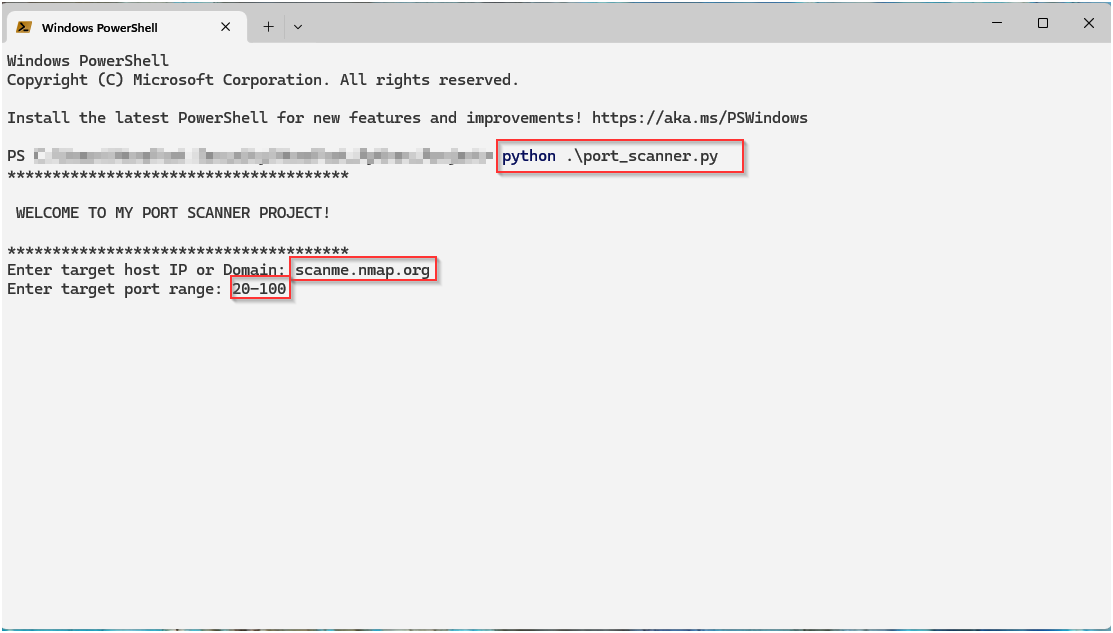 Windows PowerShell
Windows PowerShell
Copyright (C) Microsoft Corporation. All rights reserved.
Install the latest PowerShell for new features and improvements! https://aka.ms/PSWindows
PS python .\port_scanner.py
**************************************
WELCOME TO MY PORT SCANNER PROJECT!
**************************************
Enter target host IP or Domain: scanme.nmap.org
Enter target port range: 20-100